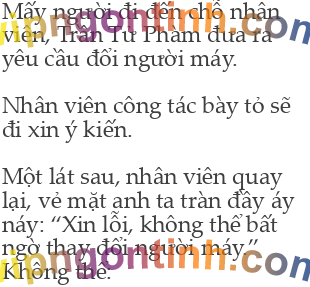 Mấy người đi đến chỗ nhân
viên, Trần Tư Phàm đưa ra
yêu cầu đổi người máy.
Nhân viên công tác bày tỏ sẽ
đi xin ý kiến.
Một lát sau, nhân viên quay
lại, vẻ mặt anh ta tràn đầy áy
náy: “Xin lỗi, không thể bất
ngờ thay đổi người máy.”
Không thể.
vipngontinh.com
vipngontinh.com